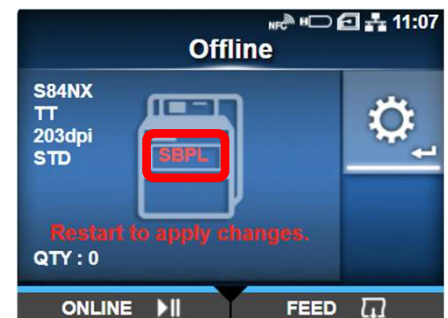 NFC H 11:07
Offline
S84NX
TT
203dpi
STD
SBPL
Restart to apply changes.
QTY : 0
ONLINE FEED